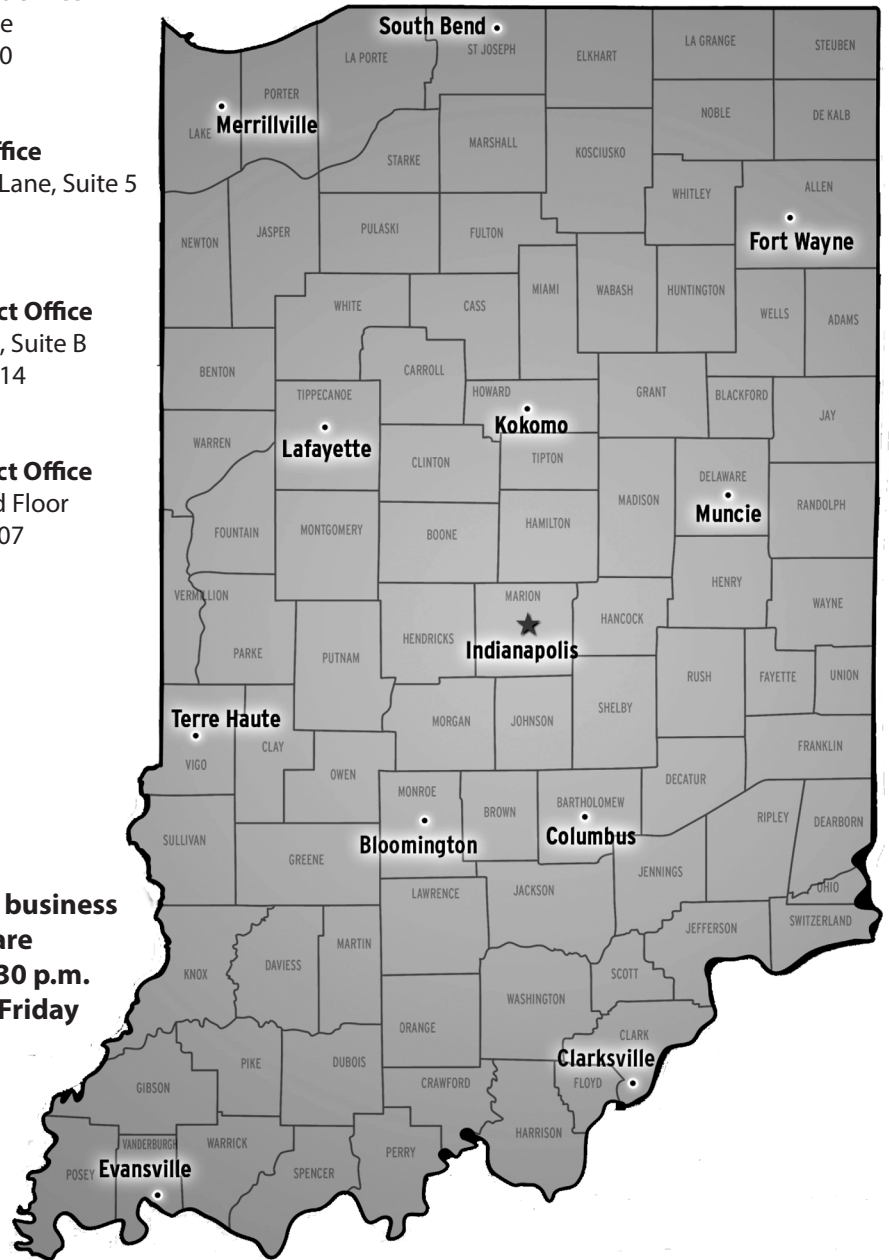 e
0
ffice
Lane, Suite 5
ct Office
, Suite B
14
ct Office
d Floor
07
business
are
30 p.m.
Friday
South Bend
LA PORTE
ST JOSEPH
ELKHART
LA GRANGE
STEUBEN
PORTER
LAKE
Merrillville
STARKE
MARSHALL
KOSCIUSKO
NOBLE
DE KALB
WHITLEY
ALLEN
Fort Wayne
NEWTON
JASPER
PULASKI
FULTON
WHITE
CASS
MIAMI
WABASH
HUNTINGTON
WELLS
ADAMS
BENTON
CARROLL
TIPPECANOE
HOWARD
GRANT
BLACKFORD
JAY
Lafayette
Kokomo
WARREN
CLINTON
TIPTON
MADISON
DELAWARE
Muncie
RANDOLPH
FOUNTAIN
MONTGOMERY
BOONE
HAMILTON
VERMILLION
MARION
HANCOCK
HENRY
WAYNE
PARKE
PUTNAM
HENDRICKS
Indianapolis
RUSH
FAYETTE
UNION
Terre Haute
VIGO
CLAY
OWEN
MORGAN
JOHNSON
SHELBY
FRANKLIN
MONROE
BROWN
BARTHOLOMEW
DECATUR
Bloomington
Columbus
RIPLEY
DEARBORN
SULLIVAN
GREENE
LAWRENCE
JACKSON
JENNINGS
OHIO
SWITZERLAND
JEFFERSON
KNOX
DAVIESS
MARTIN
SCOTT
WASHINGTON
ORANGE
CLARK
Clarksville
FLOYD
GIBSON
PIKE
DUBOIS
CRAWFORD
HARRISON
POSEY
VANDERBURGH
Evansville
WARRICK
SPENCER
PERRY